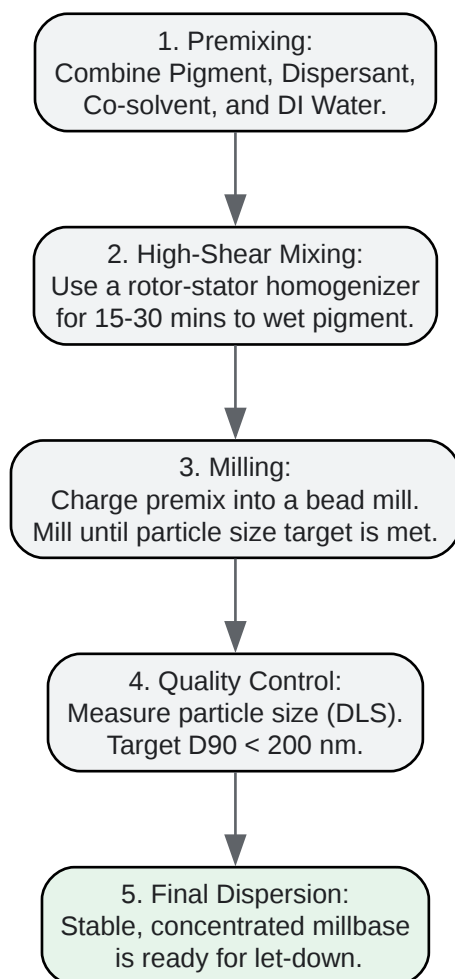 1. Premixing:
Combine Pigment, Dispersant,
Co-solvent, and DI Water.
2. High-Shear Mixing:
Use a rotor-stator homogenizer
for 15-30 mins to wet pigment.
3. Milling:
Charge premix into a bead mill.
Mill until particle size target is met.
4. Quality Control:
Measure particle size (DLS).
Target D90 < 200 nm.
5. Final Dispersion:
Stable, concentrated millbase
is ready for let-down.